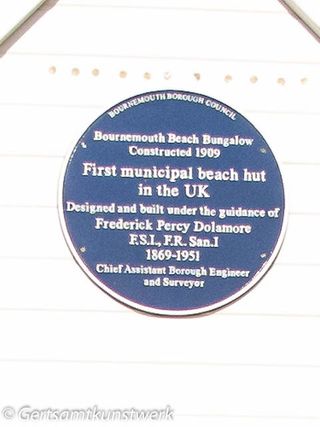 BOURNEMOUTH BOROUGH COUNCIL
Bournemouth Beach Bungalow
Constructed 1909
First municipal beach hut
in the UK
Designed and built under the guidance of
Frederick Percy Dolamore
F.S.I., F.R. San.I
1869-1951
Chief Assistant Borough Engineer
and Surveyor
© Gertsamtkunstwerk